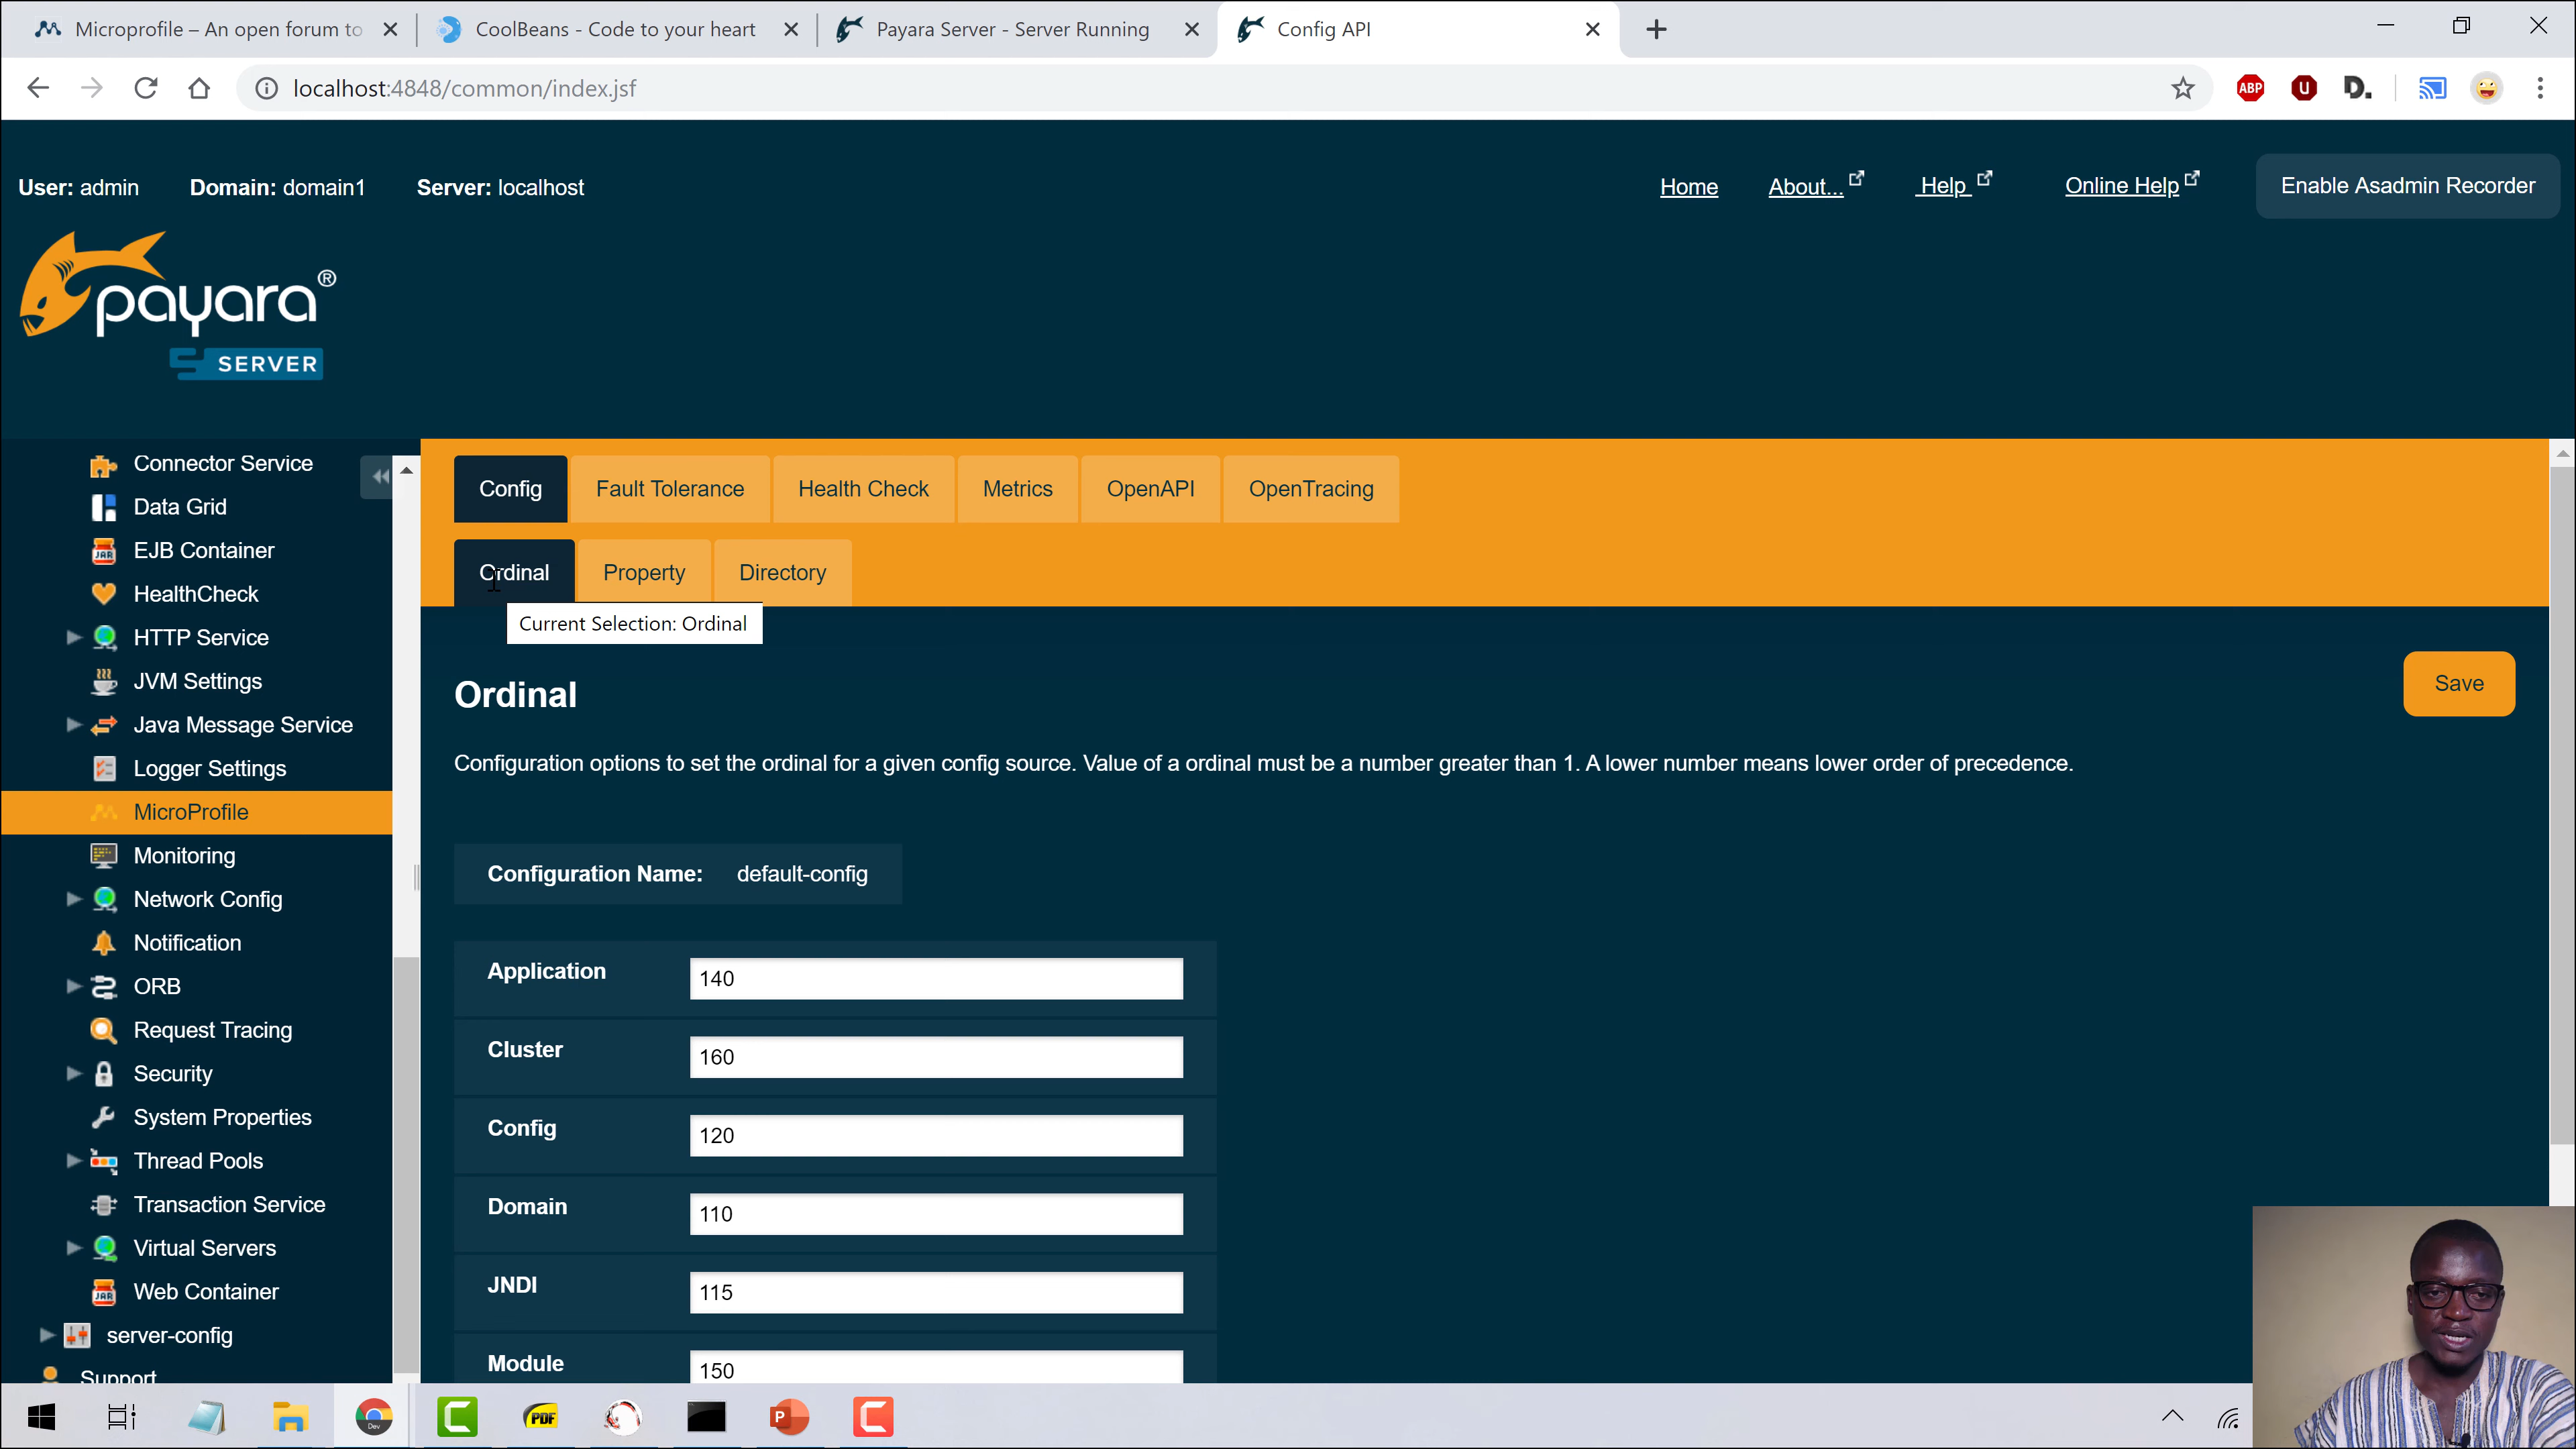 Microprofile – An open forum to
CoolBeans - Code to your heart
Payara Server - Server Running
Config API
localhost:4848/common/index.jsf
ABP
U
D.
User: admin
Domain: domain1
Server: localhost
Home
About...
Help
Online Help
Enable Asadmin Recorder
payara®
SERVER
Connector Service
Data Grid
EJB Container
HealthCheck
HTTP Service
JVM Settings
Java Message Service
Logger Settings
MicroProfile
Monitoring
Network Config
Notification
ORB
Request Tracing
Security
System Properties
Thread Pools
Transaction Service
Virtual Servers
Web Container
server-config
Support
Config
Fault Tolerance
Health Check
Metrics
OpenAPI
OpenTracing
Ordinal
Property
Directory
Current Selection: Ordinal
Ordinal
Save
Configuration options to set the ordinal for a given config source. Value of a ordinal must be a number greater than 1. A lower number means lower order of precedence.
Configuration Name: default-config
Application 140
Cluster 160
Config 120
Domain 110
JNDI 115
Module 150
Dev
PDF
P